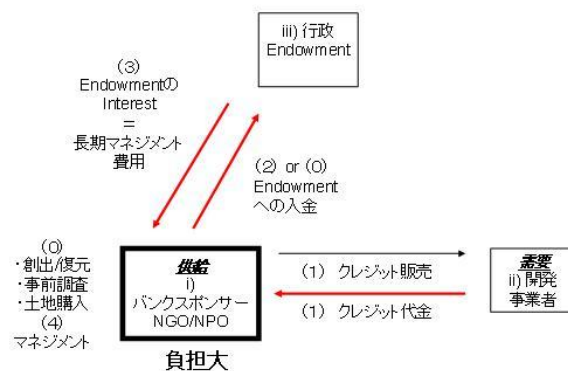 iii) 行政
Endowment
(3)
Endowmentの
Interest
＝
長期マネジメント
費用
(2) or (0)
Endowment
への入金
(0)
・創出/復元
・事前調査
・土地購入
(4)
マネジメント
供給
i)
バンクスポンサー
NGO/NPO
負担大
(1) クレジット販売
(1) クレジット代金
需要
ii) 開発
事業者